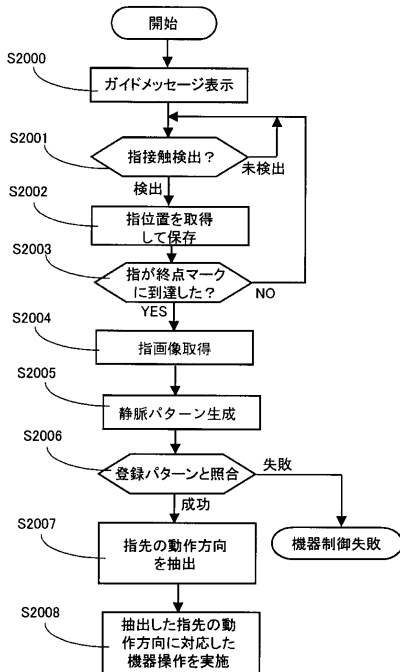 開始
S2000
ガイドメッセージ表示
S2001
指接触検出？
未検出
検出
S2002
指位置を取得
して保存
S2003
指が終点マーク
に到達した？
NO
YES
S2004
指画像取得
S2005
静脈パターン生成
S2006
登録パターンと照合
失敗
成功
機器制御失敗
S2007
指先の動作方向
を抽出
S2008
抽出した指先の動
作方向に対応した
機器操作を実施